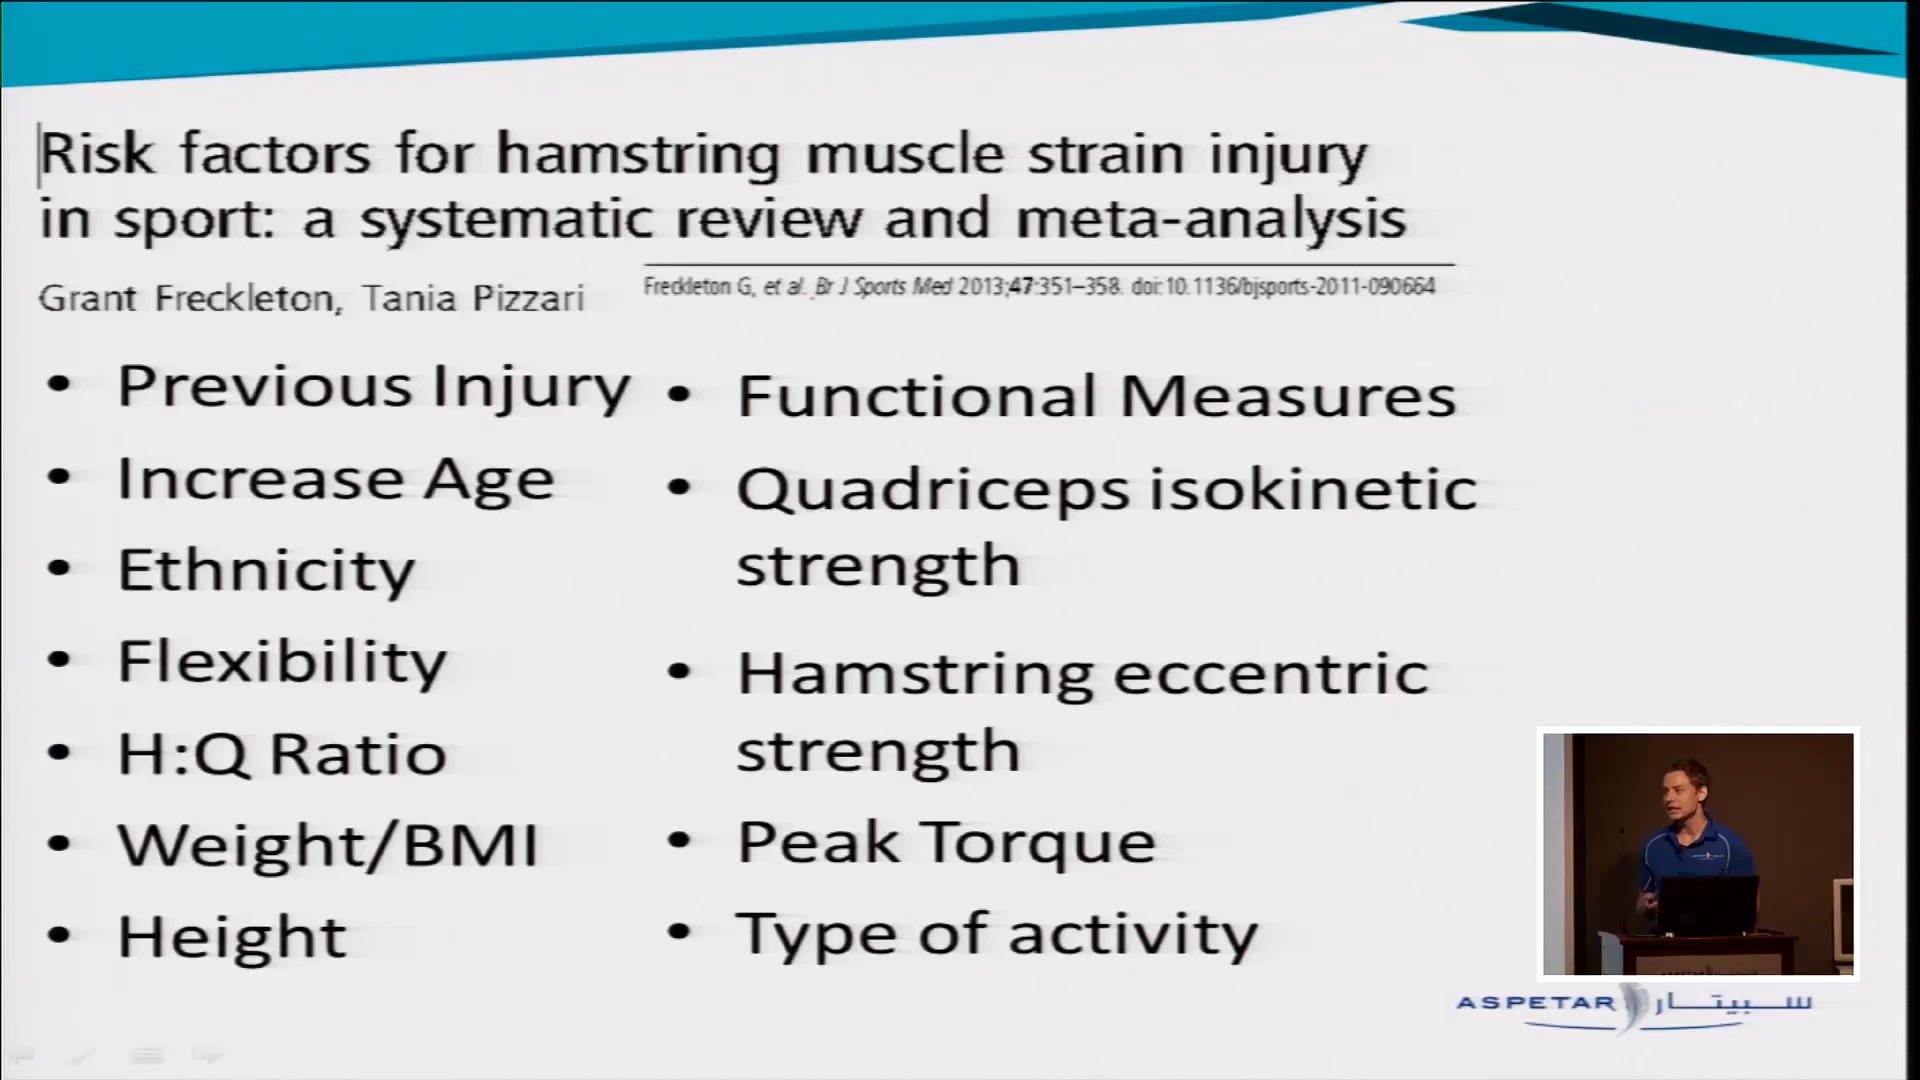 Risk factors for hamstring muscle strain injury
in sport: a systematic review and meta-analysis
Grant Freckleton, Tania Pizzari
Freckleton G, et al. Br J Sports Med 2013;47:351–358. doi:10.1136/bjsports-2011-090664
• Previous Injury
• Increase Age
• Ethnicity
• Flexibility
• H:Q Ratio
• Weight/BMI
• Height
• Functional Measures
• Quadriceps isokinetic
strength
• Hamstring eccentric
strength
• Peak Torque
• Type of activity
ASPETAR سبيتار